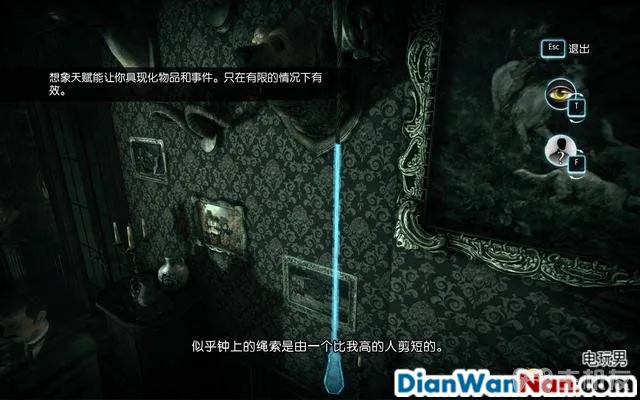 Esc 退出
想象天赋能让你具现化物品和事件。只在有限的情况下有
效。
T
F
似乎钟上的绳索是由一个比我高的人剪短的。
电玩男
DianWanNan.com